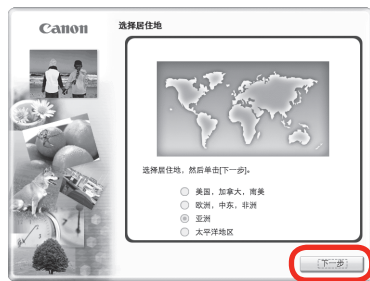 Canon
选择居住地
选择居住地，然后单击[下一步]。
美国，加拿大，南美
欧洲，中东，非洲
亚洲
太平洋地区
[下一步]